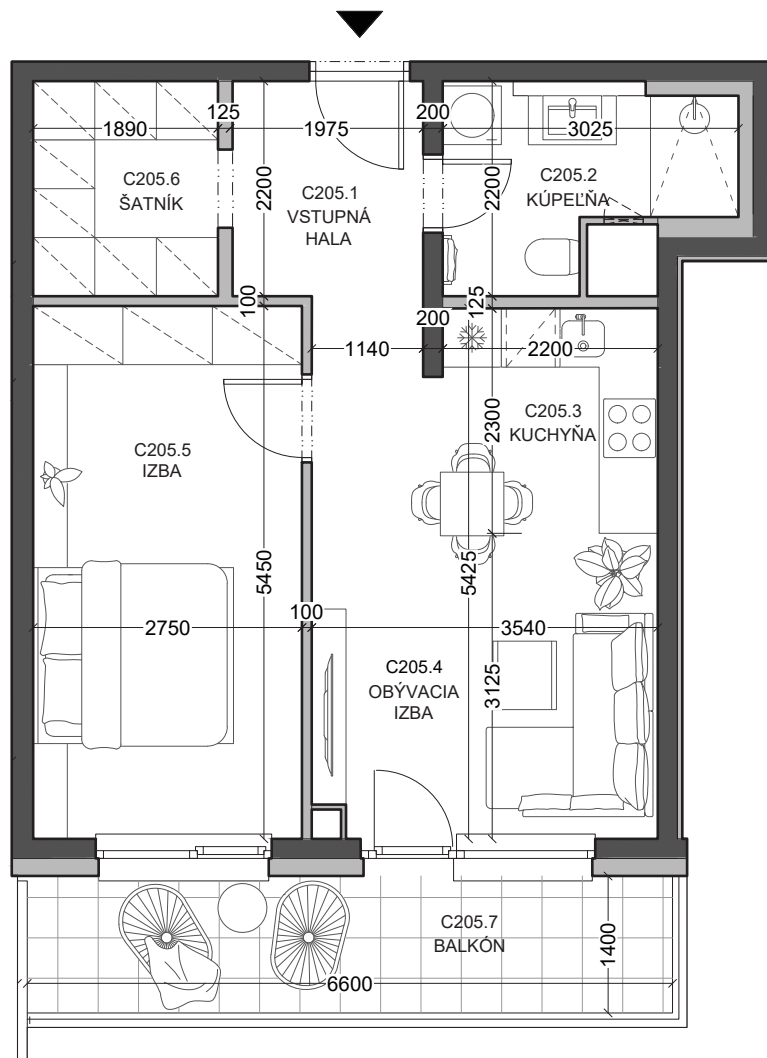 125
200
1890
1975
3025
C205.6
ŠATNÍK
C205.1
VSTUPNÁ
HALA
2200
C205.2
KÚPEĽŇA
2200
100
200
125
1140
2200
C205.3
KUCHYŇA
2300
C205.5
IZBA
5450
5425
100
2750
3540
C205.4
OBÝVACIA
IZBA
3125
C205.7
BALKÓN
1400
6600